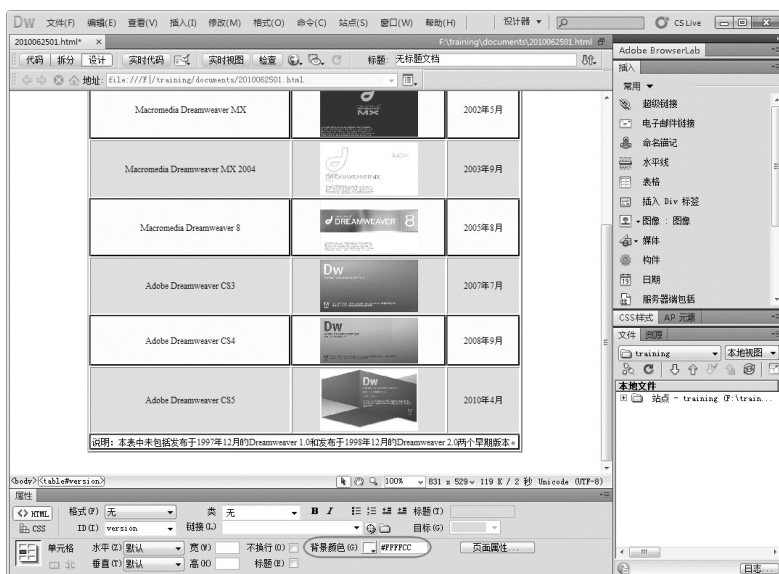 DW 文件(F) 编辑(E) 查看(V) 插入(I) 修改(M) 格式(O) 命令(C) 站点(S) 窗口(W) 帮助(H) 设计器 CS Live
2010062501.html* × F:\training\documents\2010062501.html
代码 拆分 设计 实时代码 实时视图 检查 标题: 无标题文档
地址: file:///F|/training/documents/2010062501.html
Macromedia Dreamweaver MX MX 2002年5月
Macromedia Dreamweaver MX 2004 2003年9月
Macromedia Dreamweaver 8 DREAMWEAVER 8 2005年8月
Adobe Dreamweaver CS3 Dw 2007年7月
Adobe Dreamweaver CS4 Dw 2008年9月
Adobe Dreamweaver CS5 Dw 2010年4月
说明：本表中未包括发布于1997年12月的Dreamweaver 1.0和发布于1998年12月的Dreamweaver 2.0两个早期版本。
<body> <table#version> 100% 831 x 529 119 K / 2 秒 Unicode (UTF-8)
属性
<> HTML 格式(F) 无 类 无 B I 标题(T)
CSS ID(I) version 链接(L) 目标(G)
单元格 水平(Z) 默认 宽(W) 不换行(O) 背景颜色(G) #FFFFCC 页面属性...
垂直(T) 默认 高(H) 标题(E)
Adobe BrowserLab
插入
常用
超级链接
电子邮件链接
命名锚记
水平线
表格
插入 Div 标签
图像 : 图像
媒体
构件
日期
服务器端包括
CSS样式 AP 元素
文件 资源
training 本地视图
本地文件
站点 - training (F:\train...
日志...